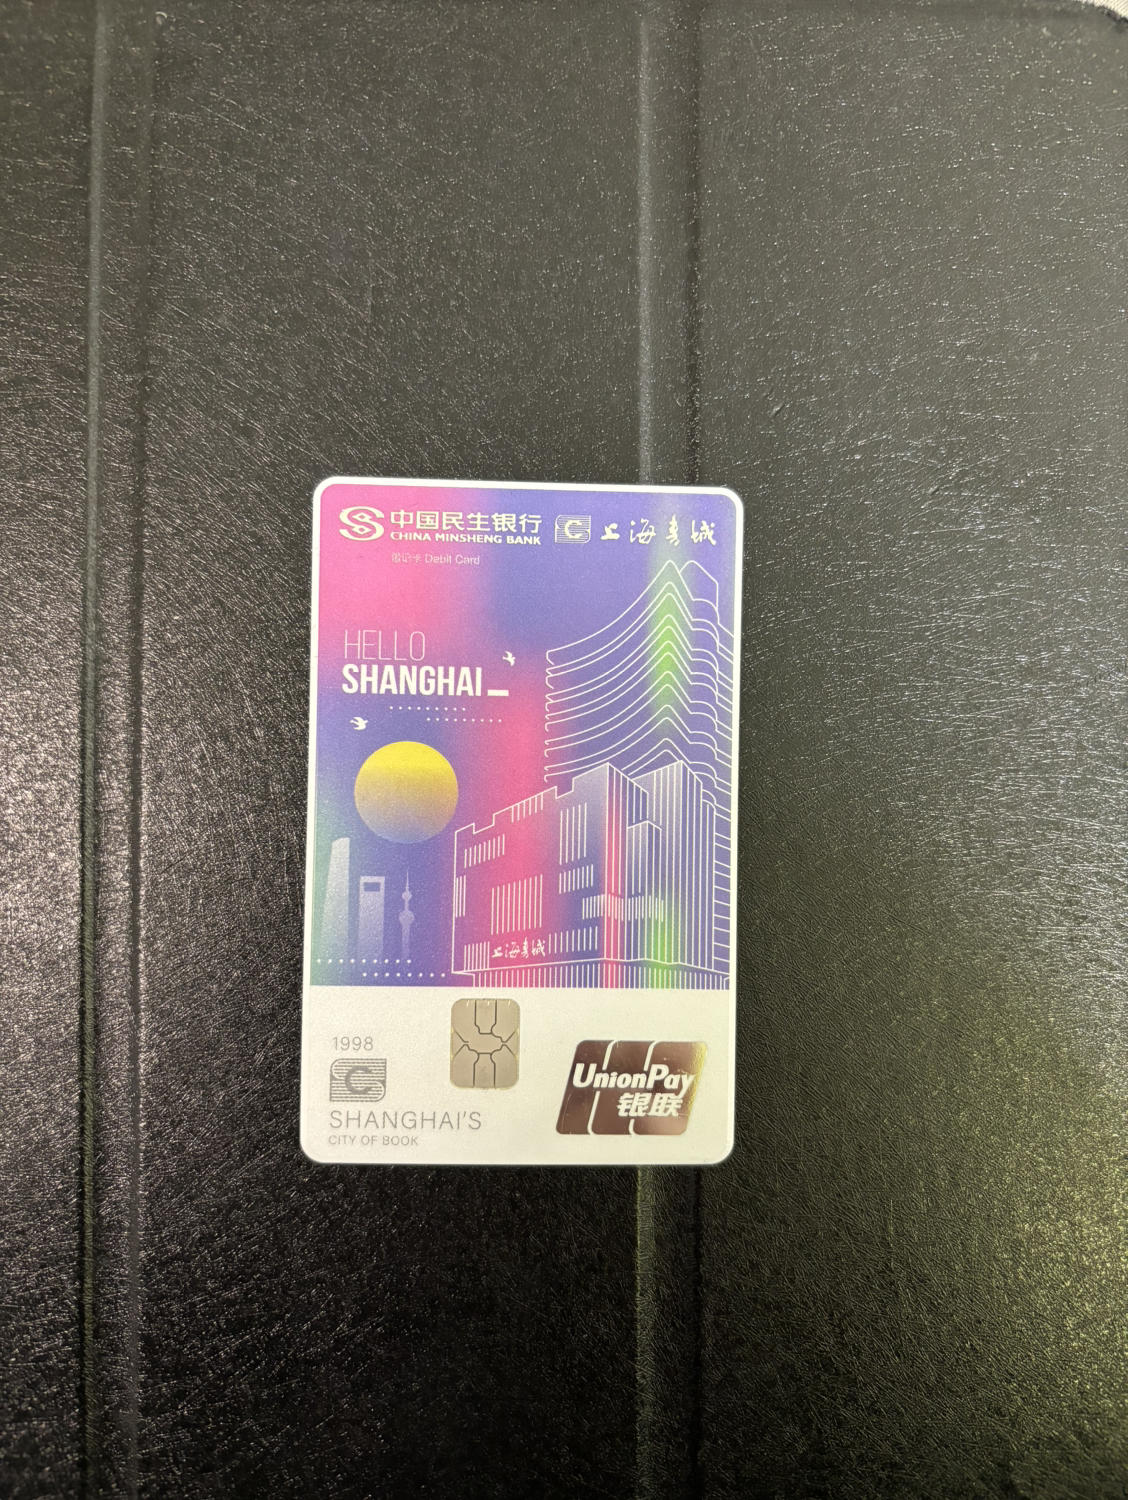 中国民生银行
CHINA MINSHENG BANK
上海书城
借记卡 Debit Card
HELLO
SHANGHAI_
上海书城
1998
SHANGHAI'S
CITY OF BOOK
UnionPay
银联